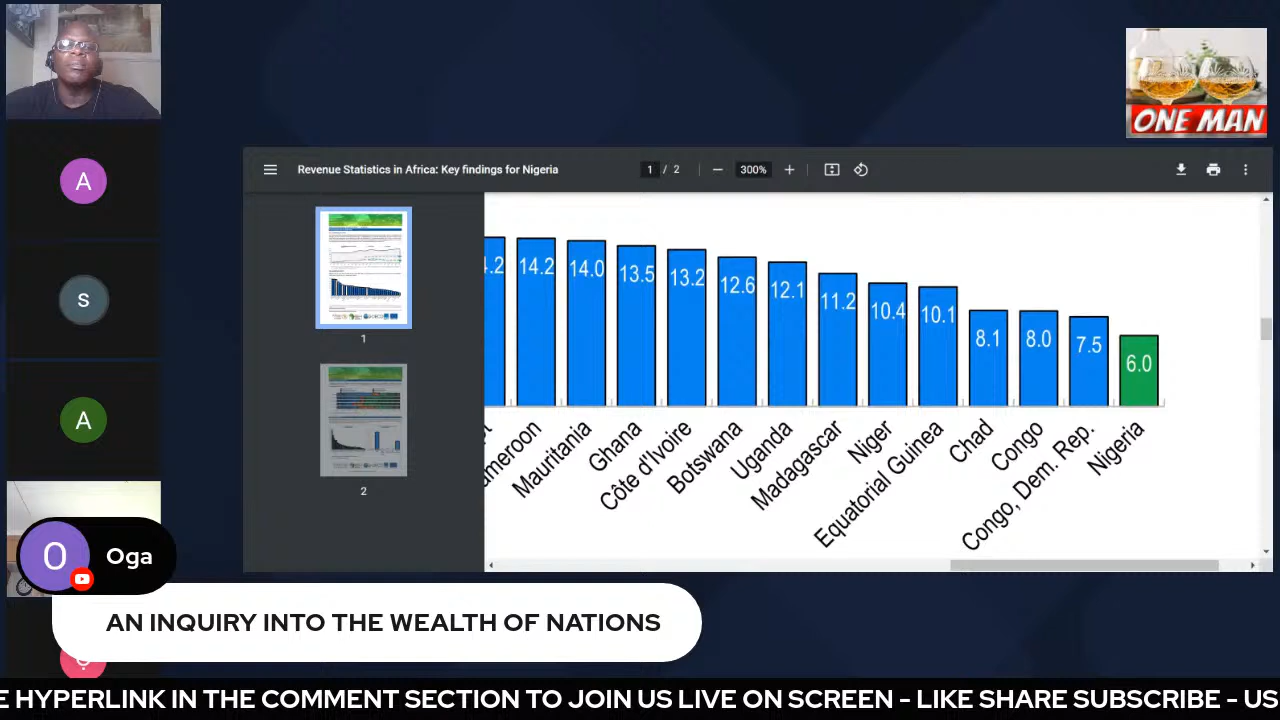 ONE MAN
Revenue Statistics in Africa: Key findings for Nigeria
1 / 2
300%
A
S
A
1
2
4.2
14.2
14.0
13.5
13.2
12.6
12.1
11.2
10.4
10.1
8.1
8.0
7.5
6.0
ameroon
Mauritania
Ghana
Côte d'Ivoire
Botswana
Uganda
Madagascar
Niger
Equatorial Guinea
Chad
Congo
Congo, Dem. Rep.
Nigeria
O
Oga
AN INQUIRY INTO THE WEALTH OF NATIONS
E HYPERLINK IN THE COMMENT SECTION TO JOIN US LIVE ON SCREEN - LIKE SHARE SUBSCRIBE - US